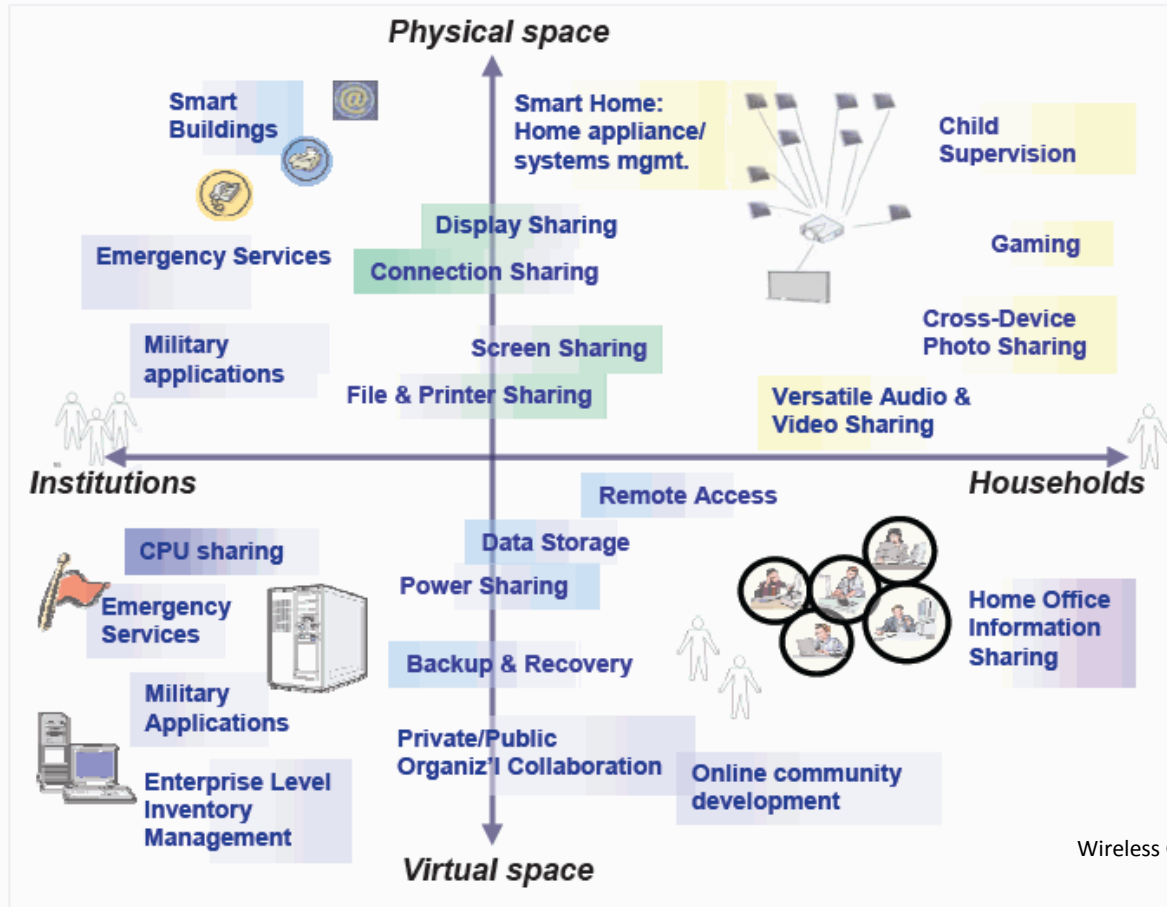 Physical space
Smart
Buildings
@
Smart Home:
Home appliance/
systems mgmt.
Child
Supervision
Display Sharing
Emergency Services
Gaming
Connection Sharing
Cross-Device
Photo Sharing
Military
applications
Screen Sharing
File & Printer Sharing
Versatile Audio &
Video Sharing
Institutions
Households
Remote Access
CPU sharing
Data Storage
Power Sharing
Emergency
Services
Home Office
Information
Sharing
Backup & Recovery
Military
Applications
Private/Public
Organiz'l Collaboration
Online community
development
Enterprise Level
Inventory
Management
Wireless
Virtual space